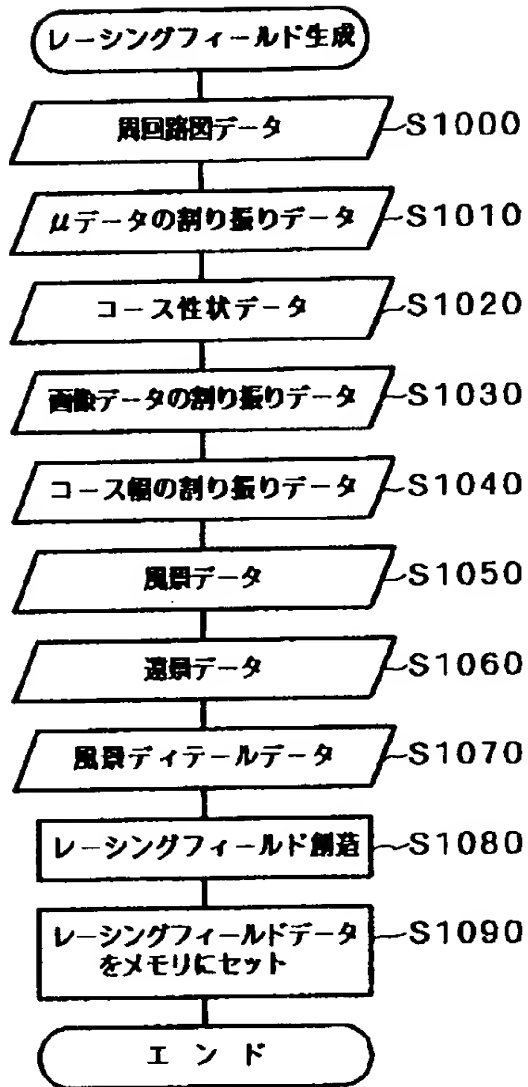 レーシングフィールド生成
周回路図データ S1000
μデータの割り振りデータ S1010
コース性状データ S1020
画像データの割り振りデータ S1030
コース幅の割り振りデータ S1040
風景データ S1050
遠景データ S1060
風景ディテールデータ S1070
レーシングフィールド創造 S1080
レーシングフィールドデータ S1090
をメモリにセット
エンド